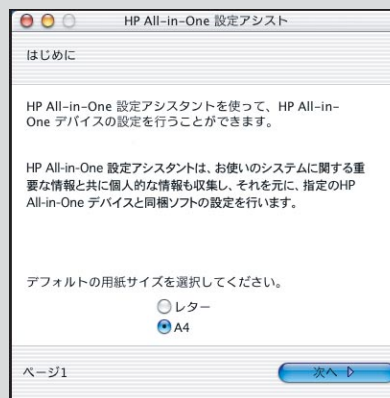 HP All-in-One 設定アシスト
はじめに
HP All-in-One 設定アシスタントを使って、HP All-in-
One デバイスの設定を行うことができます。
HP All-in-One 設定アシスタントは、お使いのシステムに関する重
要な情報と共に個人的な情報も収集し、それを元に、指定のHP
All-in-One デバイスと同梱ソフトの設定を行います。
デフォルトの用紙サイズを選択してください。
レター
A4
ページ1
次へ